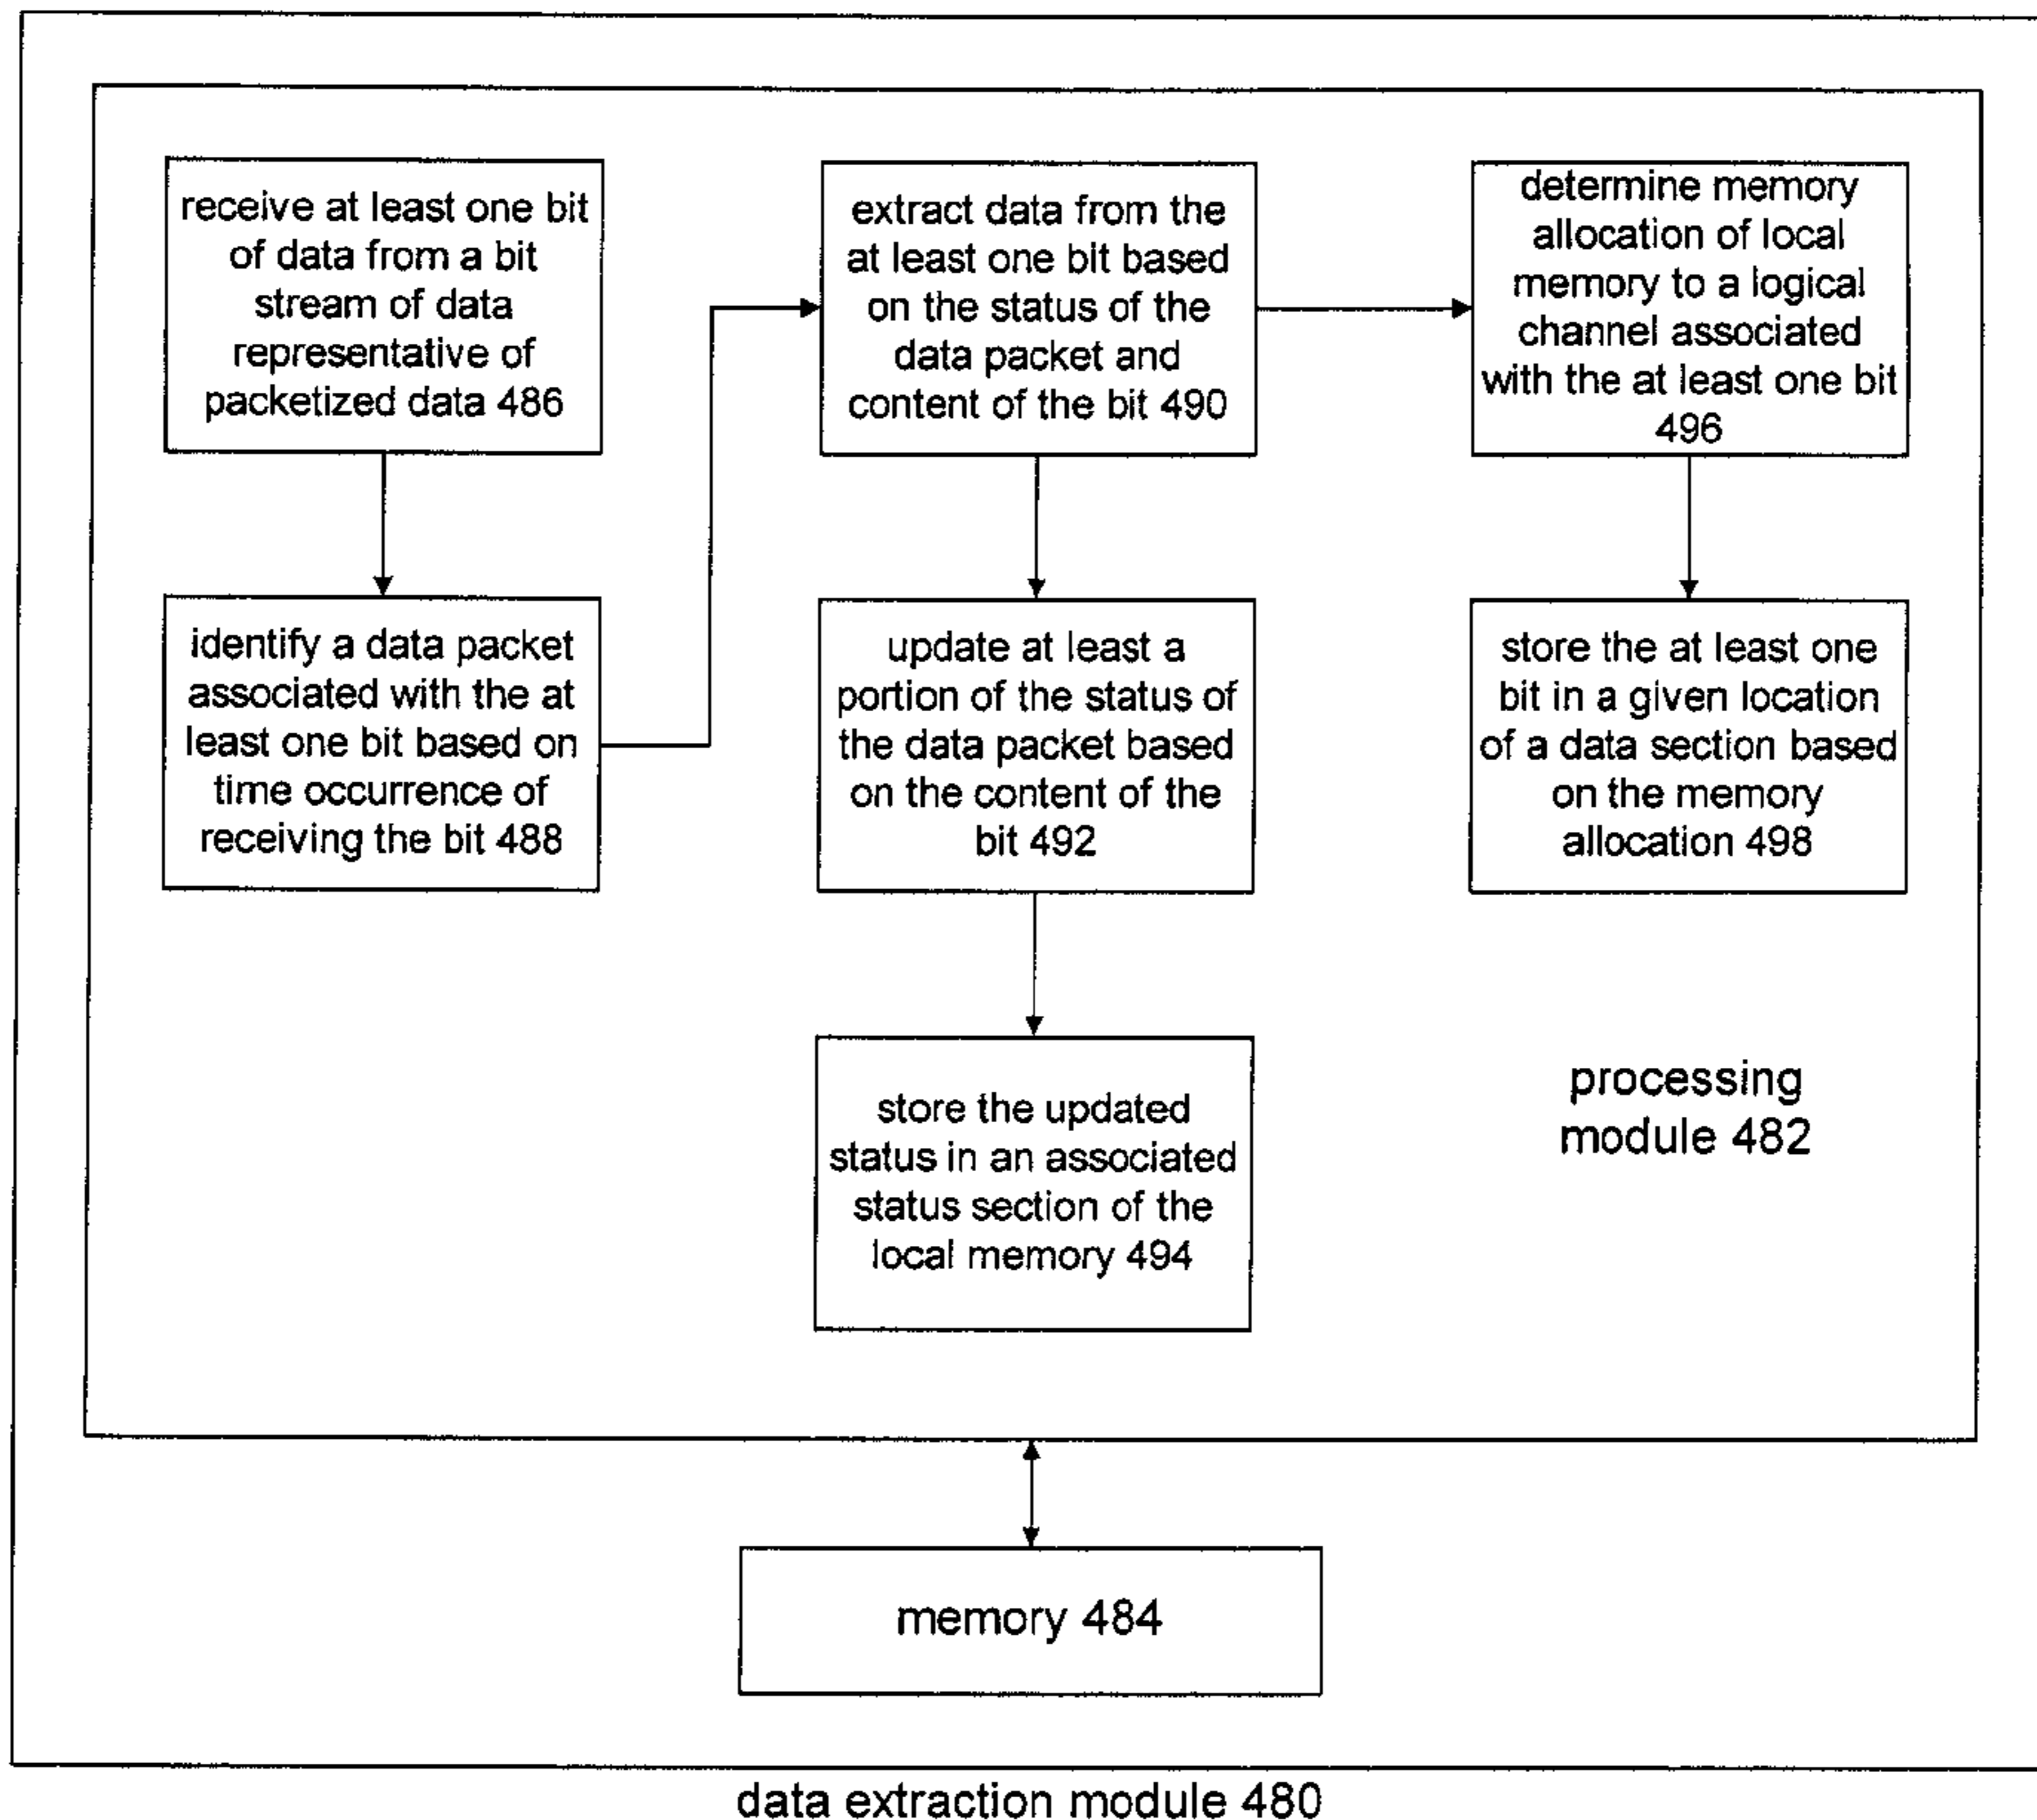 receive at least one bit
of data from a bit
stream of data
representative of
packetized data 486
identify a data packet
associated with the at
least one bit based on
time occurrence of
receiving the bit 488
extract data from the
at least one bit based
on the status of the
data packet and
content of the bit 490
update at least a
portion of the status of
the data packet based
on the content of the
bit 492
store the updated
status in an associated
status section of the
local memory 494
determine memory
allocation of local
memory to a logical
channel associated
with the at least one bit
496
store the at least one
bit in a given location
of a data section based
on the memory
allocation 498
processing
module 482
memory 484
data extraction module 480